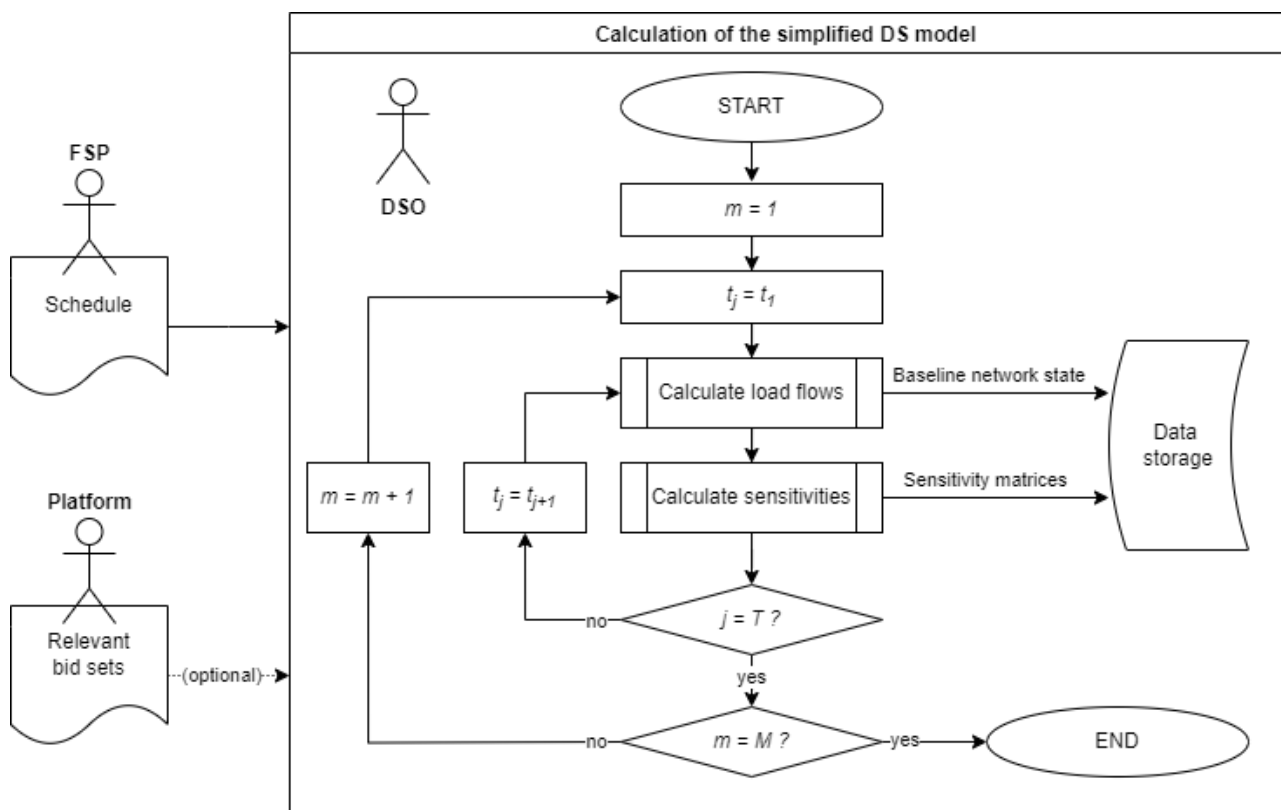 Calculation of the simplified DS model
FSP
Schedule
Platform
Relevant
bid sets
(optional)
DSO
START
m = 1
t_j = t_1
Calculate load flows
Baseline network state
Calculate sensitivities
Sensitivity matrices
Data
storage
m = m + 1
t_j = t_{j+1}
j = T ?
no
yes
m = M ?
no
yes
END